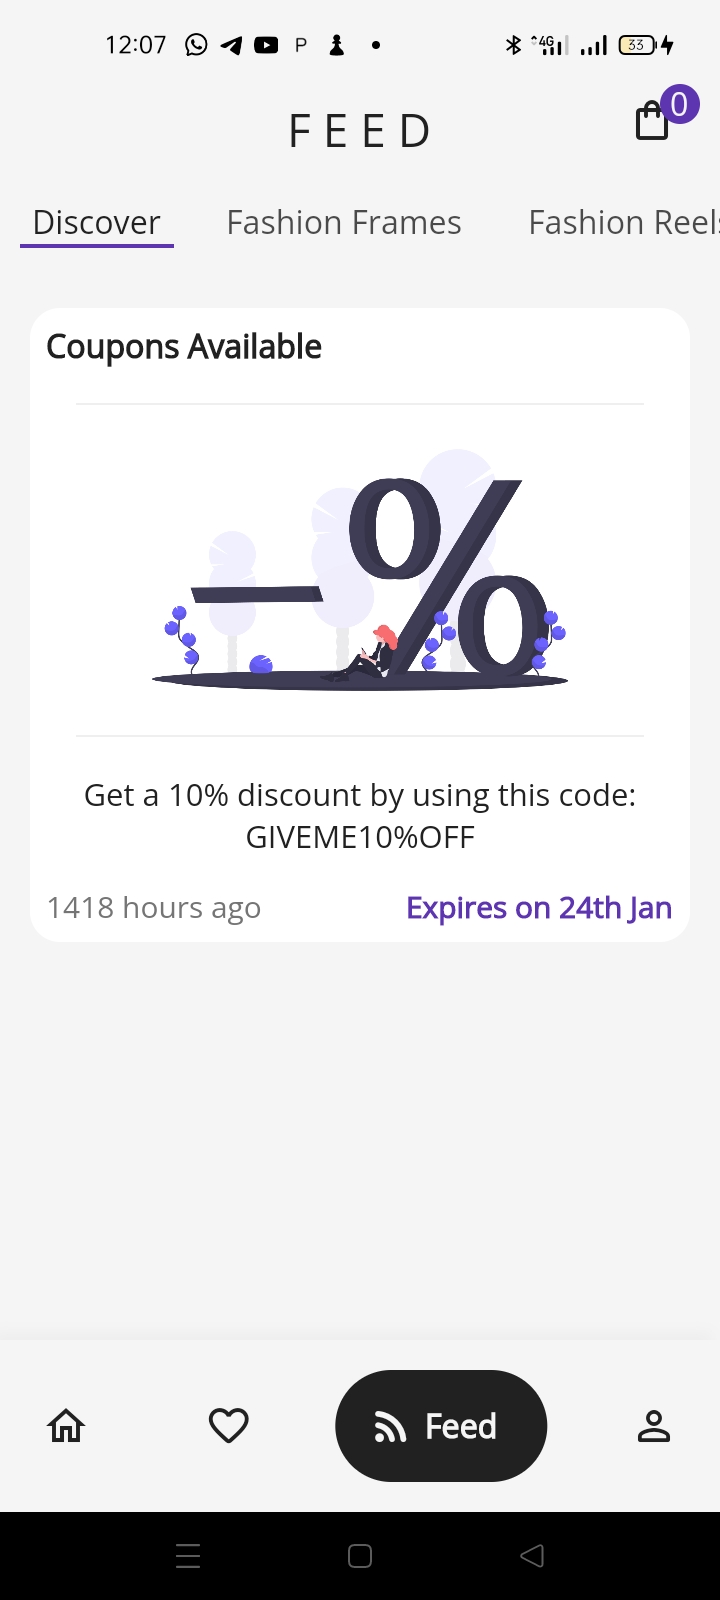 12:07 P 4G 33
FEED 0
Discover Fashion Frames Fashion Reels
Coupons Available
-%
Get a 10% discount by using this code:
GIVEME10%OFF
1418 hours ago Expires on 24th Jan
Feed